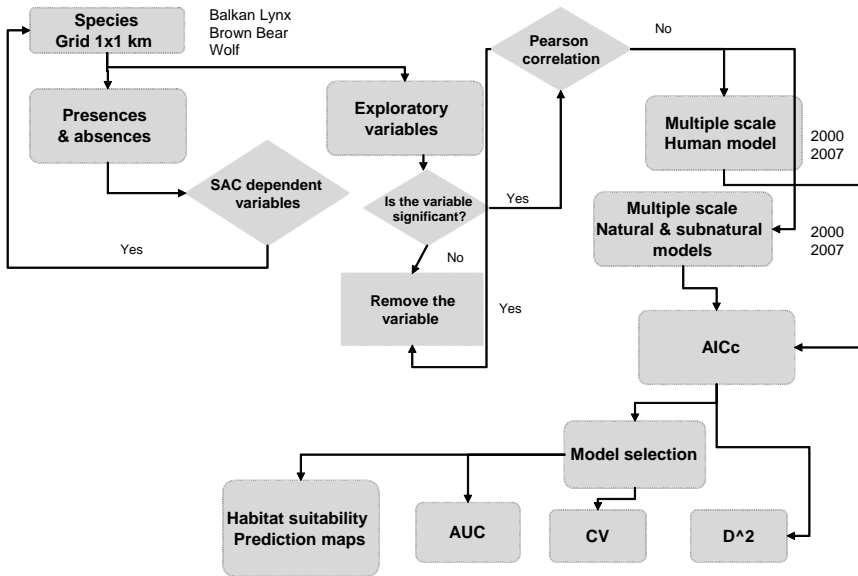 Species
Grid 1x1 km
Balkan Lynx
Brown Bear
Wolf
Pearson
correlation
No
Presences
& absences
Exploratory
variables
Multiple scale
Human model
2000
2007
SAC dependent
variables
Is the variable
significant?
Yes
Multiple scale
Natural & subnatural
models
2000
2007
Yes
No
Remove the
variable
Yes
AICc
Model selection
Habitat suitability
Prediction maps
AUC
CV
D^2